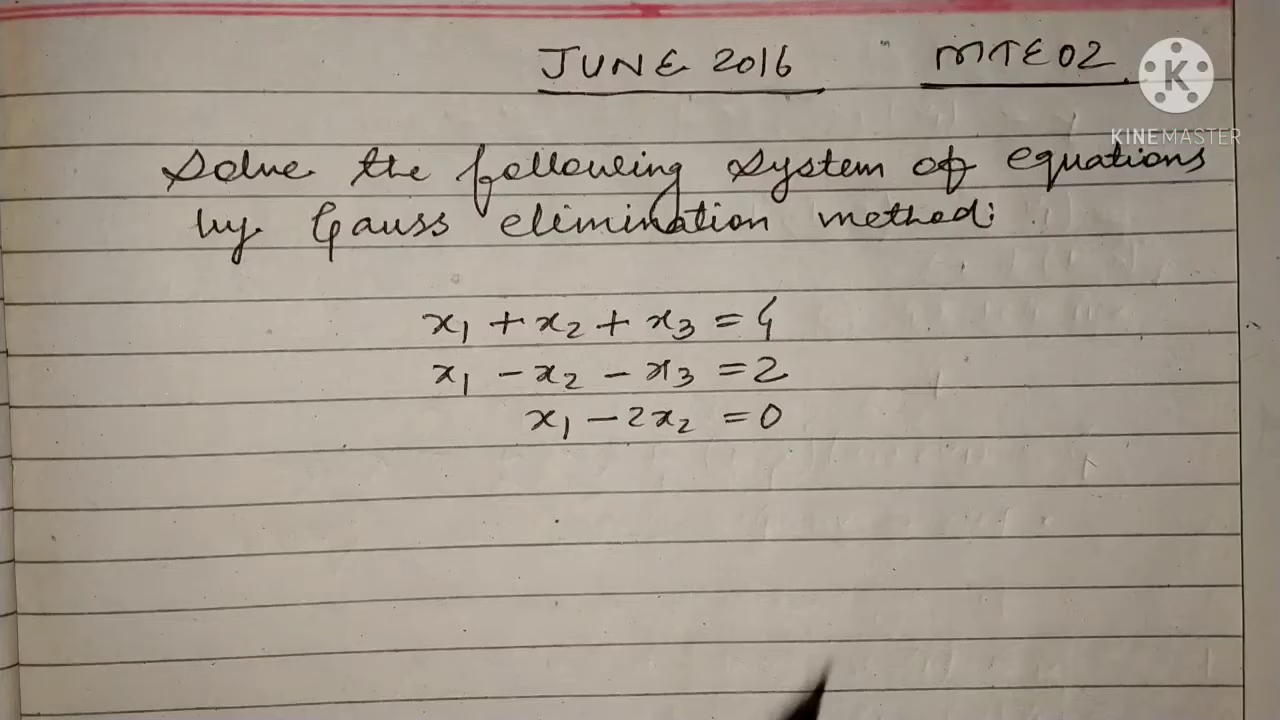 JUNE 2016 MTE02
K
KINEMASTER
Solve the following system of equations
by Gauss elimination method:
x₁ + x₂ + x₃ = 4
x₁ - x₂ - x₃ = 2
x₁ - 2x₂ = 0